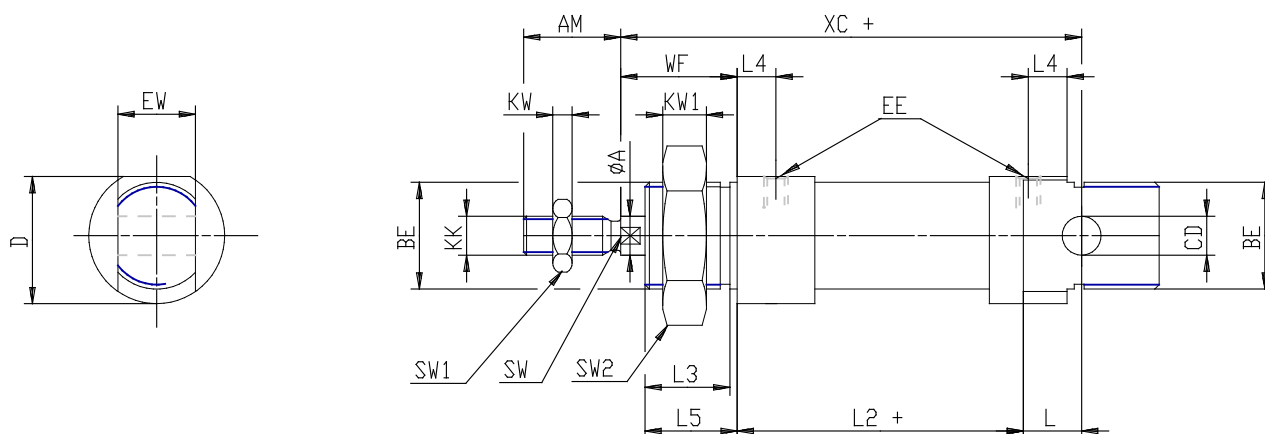 AM
XC +
WF
L4
L4
EW
KW
KW1
EE
ØA
D
BE
KK
CD
BE
SW1
SW
SW2
L3
L5
L2 +
L